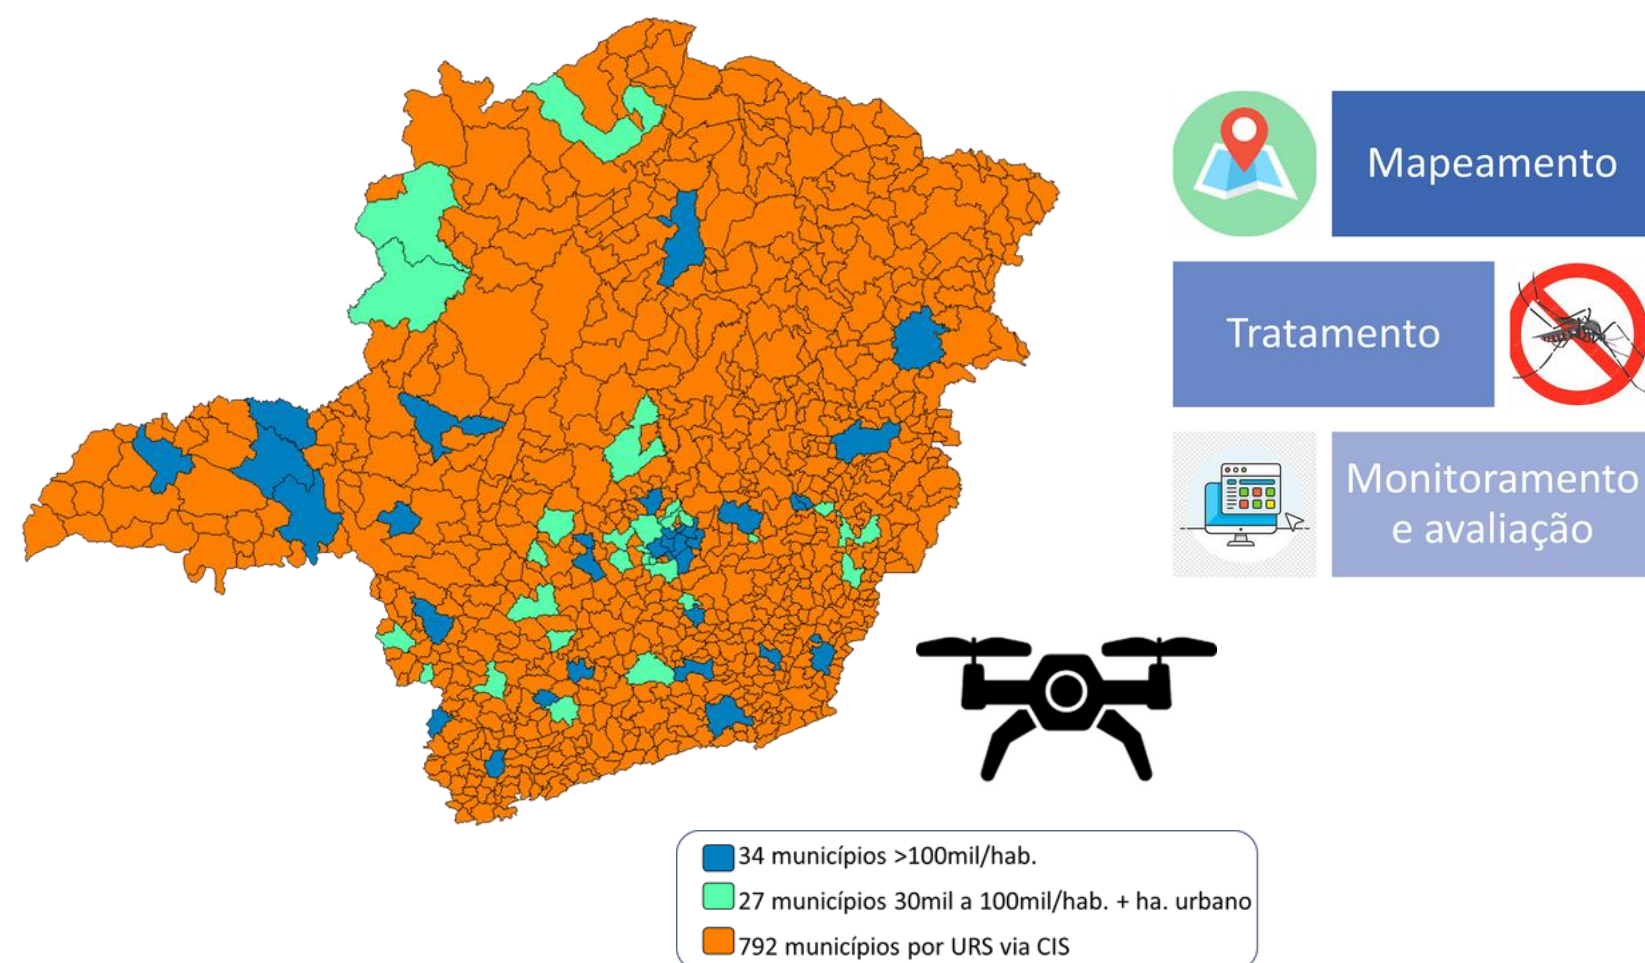 Mapeamento
Tratamento
Monitoramento
e avaliação
34 municípios >100mil/hab.
27 municípios 30mil a 100mil/hab. + ha. urbano
792 municípios por URS via CIS